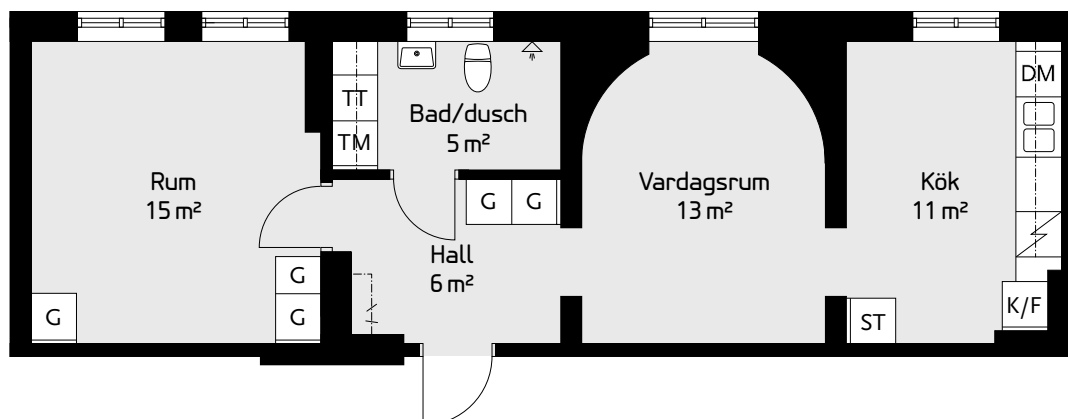 DM
TT
TM
Bad/dusch
5 m²
Rum
15 m²
G G
Vardagsrum
13 m²
Kök
11 m²
Hall
6 m²
G
G
G
ST
K/F